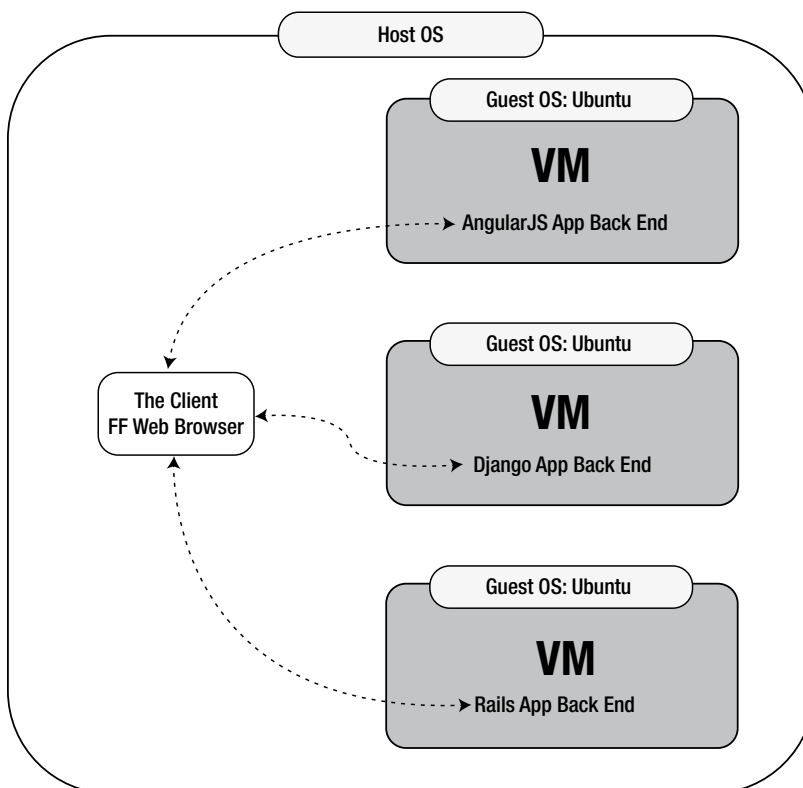 Host OS
Guest OS: Ubuntu
VM
AngularJS App Back End
Guest OS: Ubuntu
VM
Django App Back End
The Client
FF Web Browser
Guest OS: Ubuntu
VM
Rails App Back End